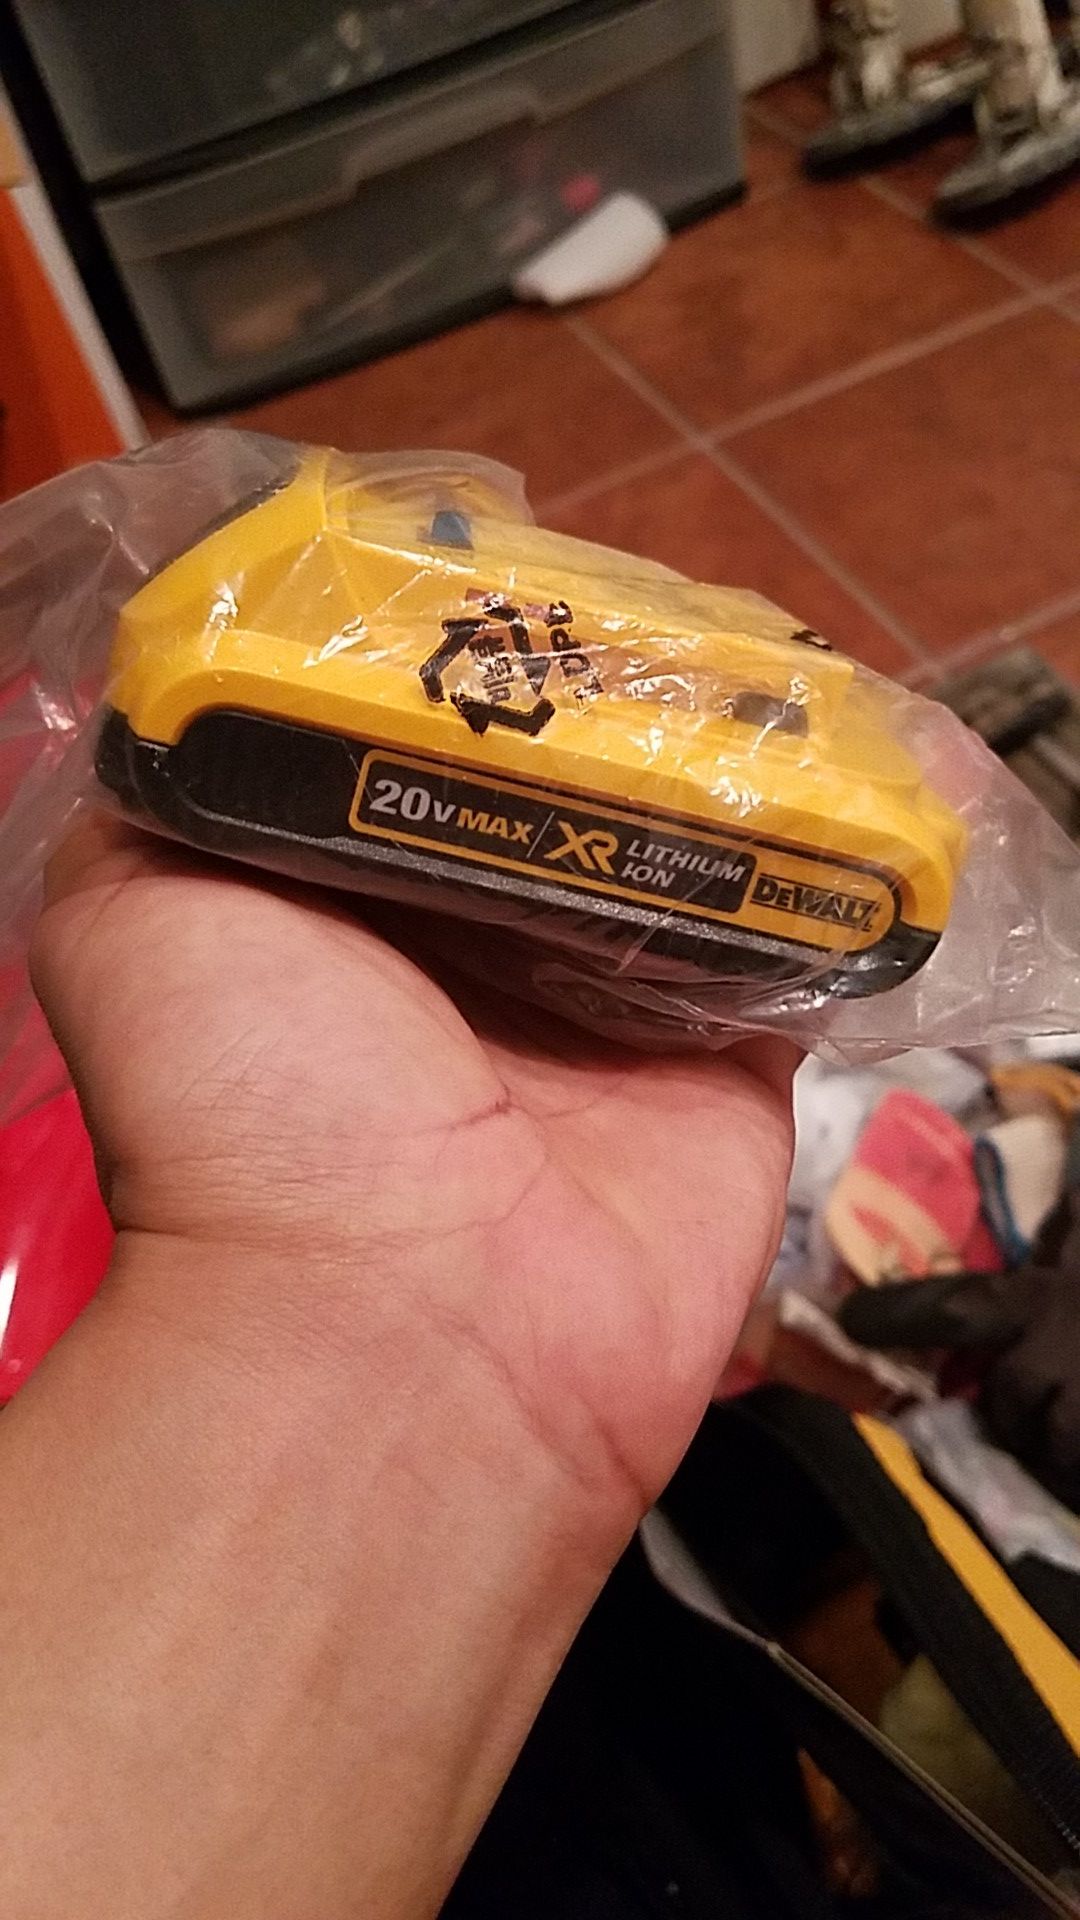 20V MAX / XR LITHIUM ION
DEWALT